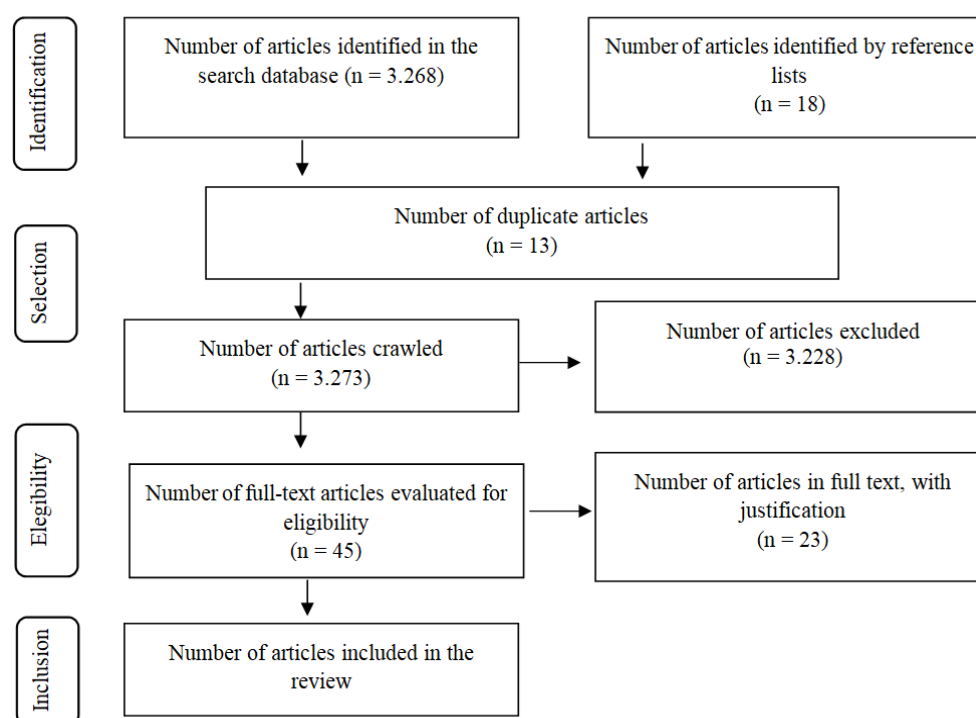 Identification
Number of articles identified in the
search database (n = 3.268)
Number of articles identified by reference
lists
(n = 18)
Number of duplicate articles
(n = 13)
Selection
Number of articles crawled
(n = 3.273)
Number of articles excluded
(n = 3.228)
Elegibility
Number of full-text articles evaluated for
eligibility
(n = 45)
Number of articles in full text, with
justification
(n = 23)
Inclusion
Number of articles included in the
review